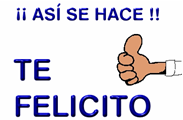 ¡¡ ASÍ SE HACE !!
TE
FELICITO